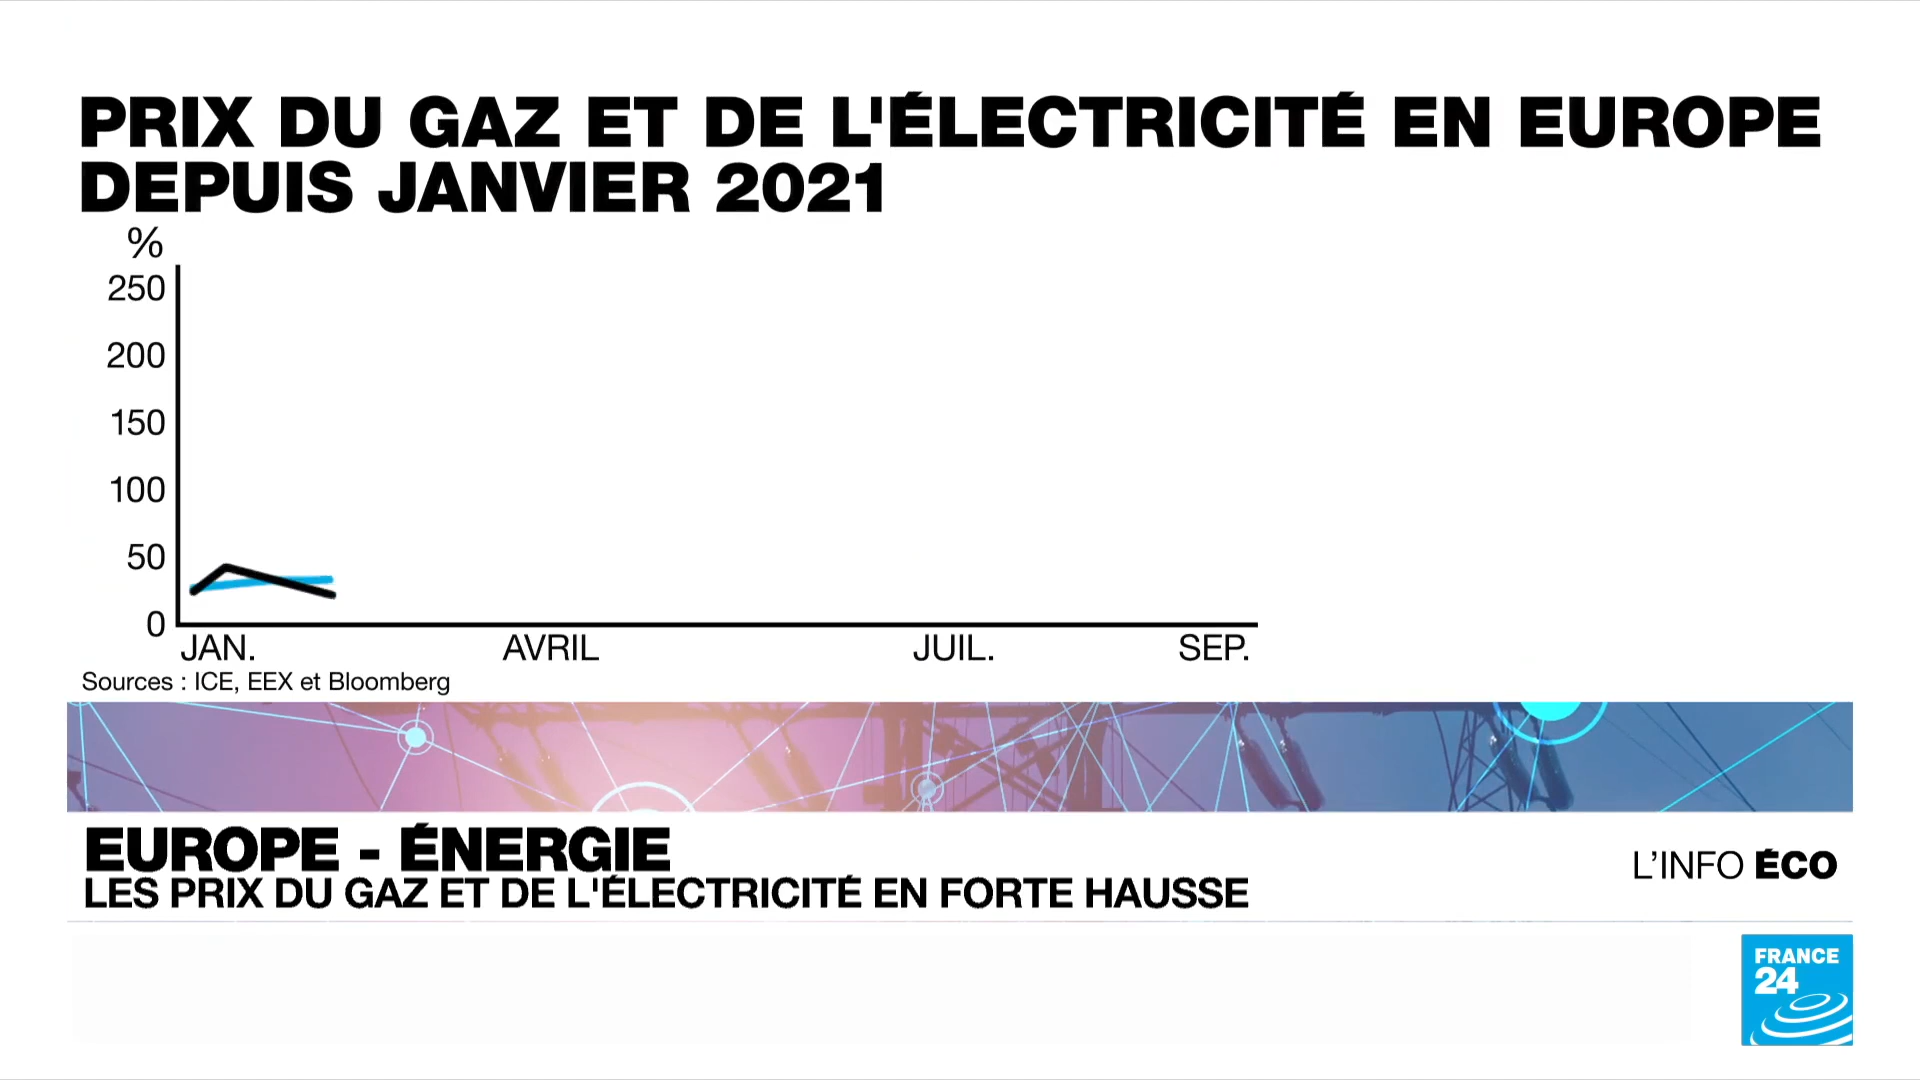 PRIX DU GAZ ET DE L'ÉLECTRICITÉ EN EUROPE
DEPUIS JANVIER 2021
%
250
200
150
100
50
0
JAN. AVRIL JUIL. SEP.
Sources : ICE, EEX et Bloomberg
EUROPE - ÉNERGIE
LES PRIX DU GAZ ET DE L'ÉLECTRICITÉ EN FORTE HAUSSE
L'INFO ÉCO
FRANCE
24